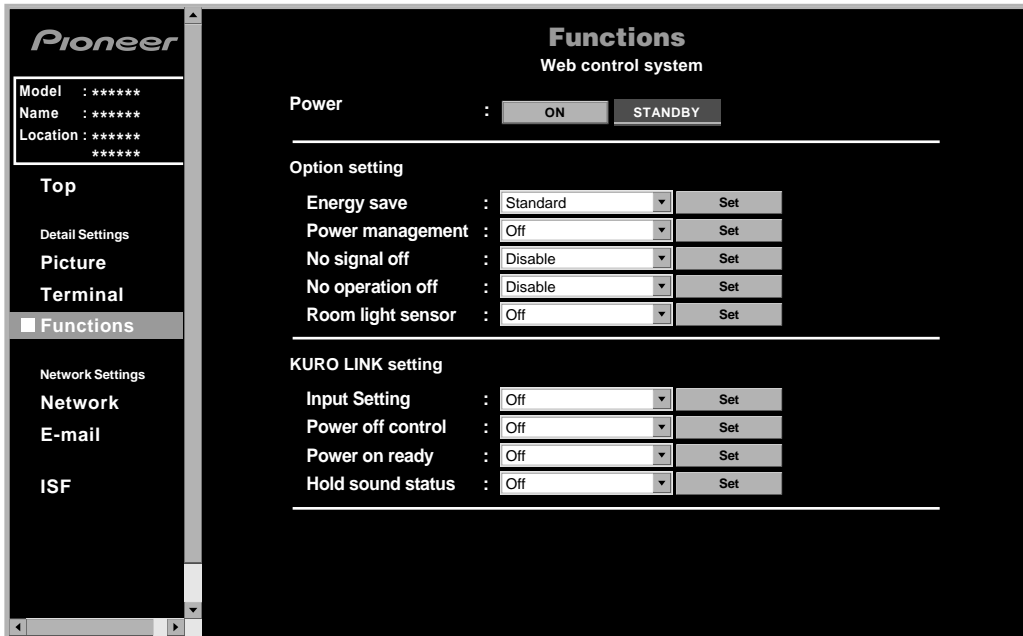 Pioneer
Model : ******
Name : ******
Location : ******
******
Top
Detail Settings
Picture
Terminal
Functions
Network Settings
Network
E-mail
ISF
Functions
Web control system
Power : ON STANDBY
Option setting
Energy save : Standard Set
Power management : Off Set
No signal off : Disable Set
No operation off : Disable Set
Room light sensor : Off Set
KURO LINK setting
Input Setting : Off Set
Power off control : Off Set
Power on ready : Off Set
Hold sound status : Off Set